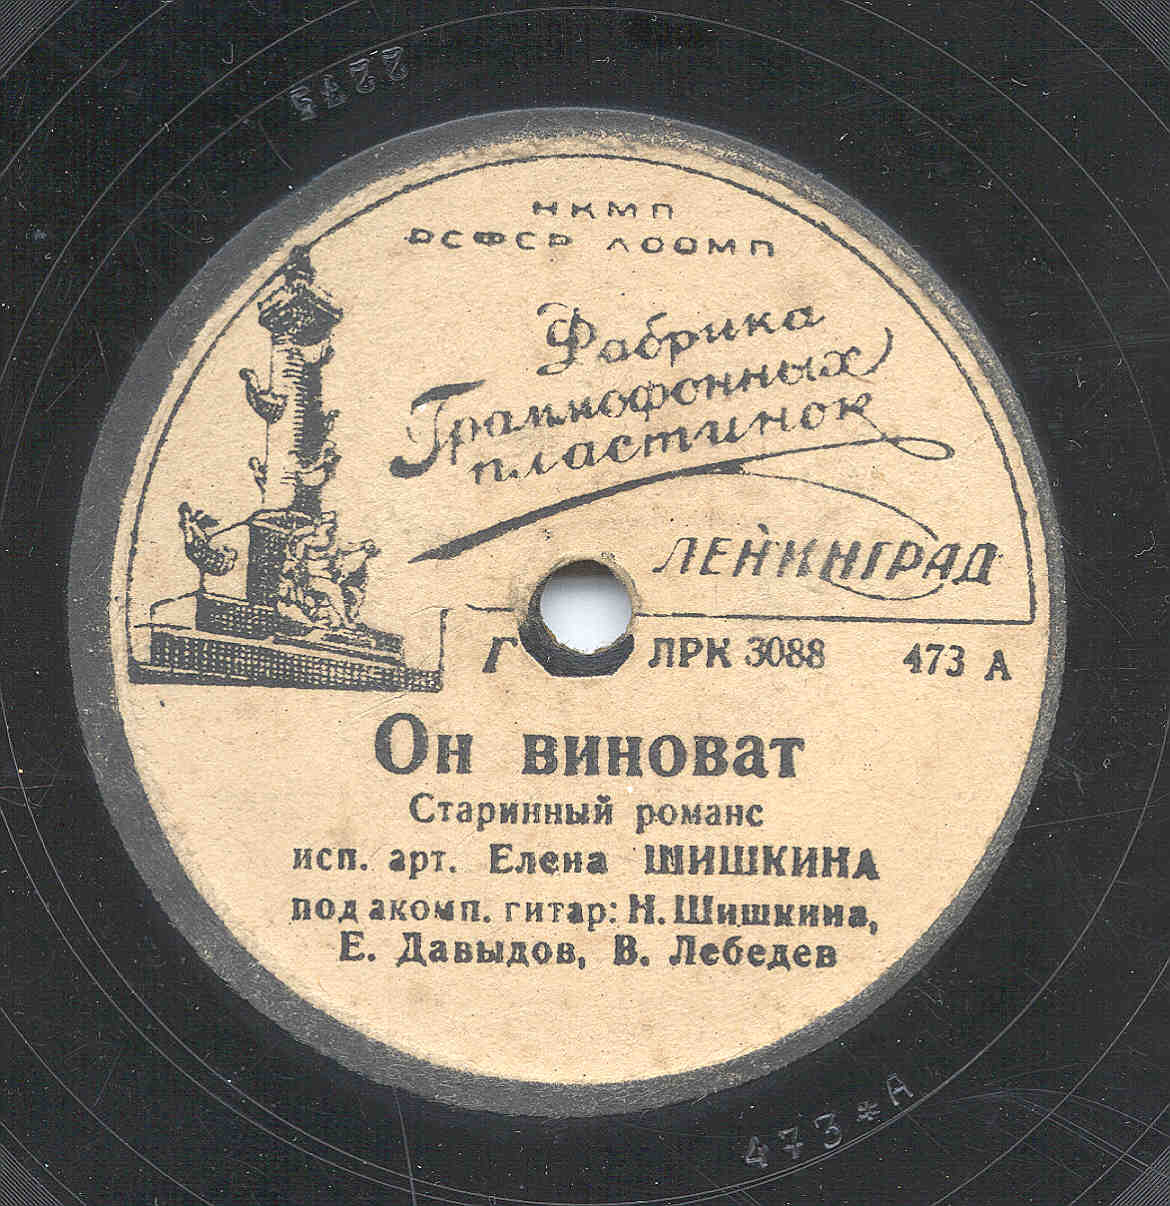 2275
НКМП
РСФСР ЛООМП
Фабрика
Граммофонных
пластинок
ЛЕНИНГРАД
Г ЛРК 3088 473 А
Он виноват
Старинный романс
исп. арт. Елена ШИШКИНА
под акомп. гитар: Н. Шишкина,
Е. Давыдов, В. Лебедев
473*А